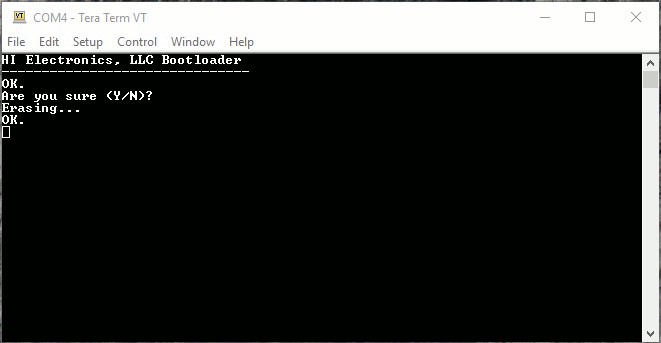 VT COM4 - Tera Term VT
File Edit Setup Control Window Help
HI Electronics, LLC Bootloader
-------------------------------
OK.
Are you sure (Y/N)?
Erasing...
OK.